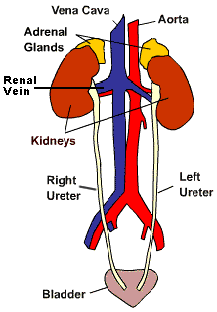 Vena Cava
Aorta
Adrenal
Glands
Renal
Vein
Kidneys
Right
Ureter
Left
Ureter
Bladder